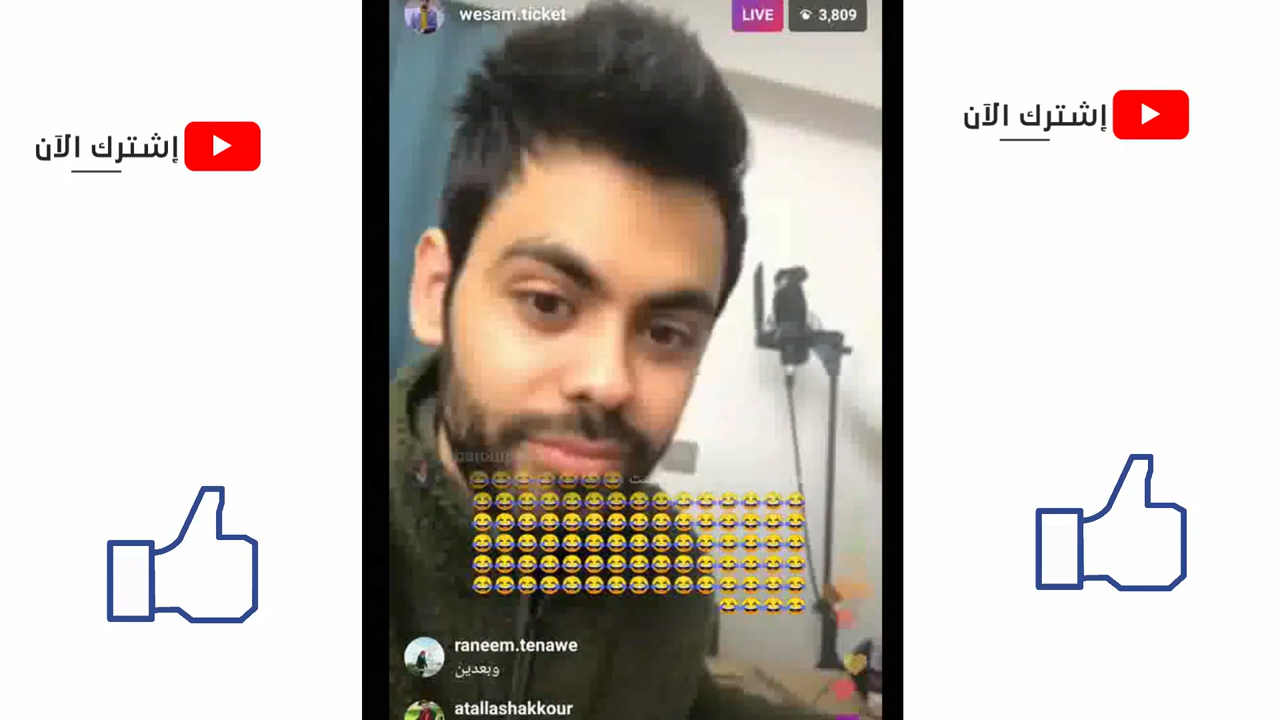 wesam.ticket
LIVE
3,809
إشترك الآن
إشترك الآن
raneem.tenawe
وبعدين
atallashakkour